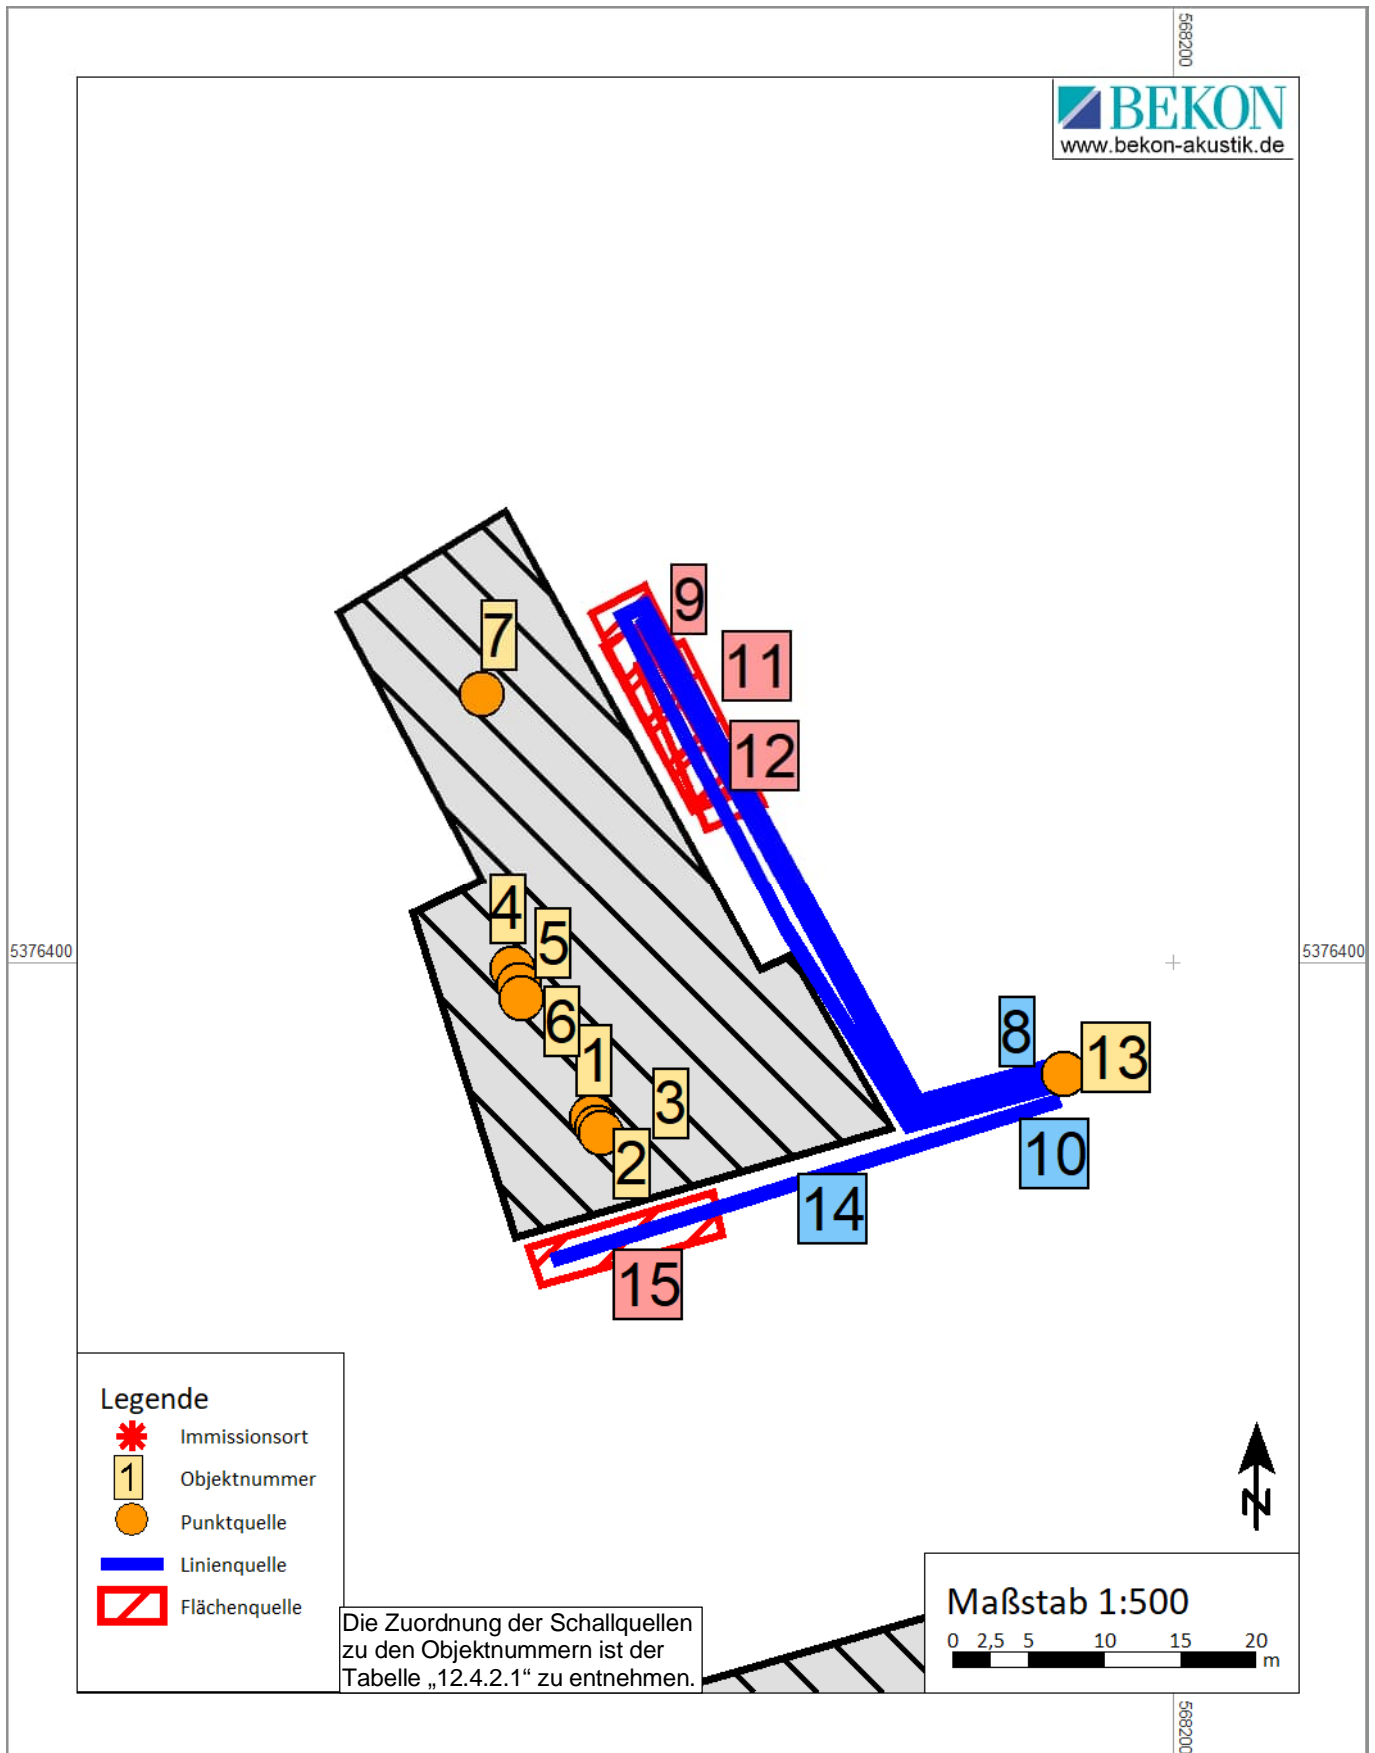 568200
BEKON
www.bekon-akustik.de
9
7
11
12
4
5
5376400
5376400
6
8
1
13
3
10
2
14
15
Legende
Immissionsort
1 Objektnummer
Punktquelle
Linienquelle
Flächenquelle
Die Zuordnung der Schallquellen
zu den Objektnummern ist der
Tabelle „12.4.2.1“ zu entnehmen.
N
Maßstab 1:500
0 2,5 5 10 15 20
m
568200